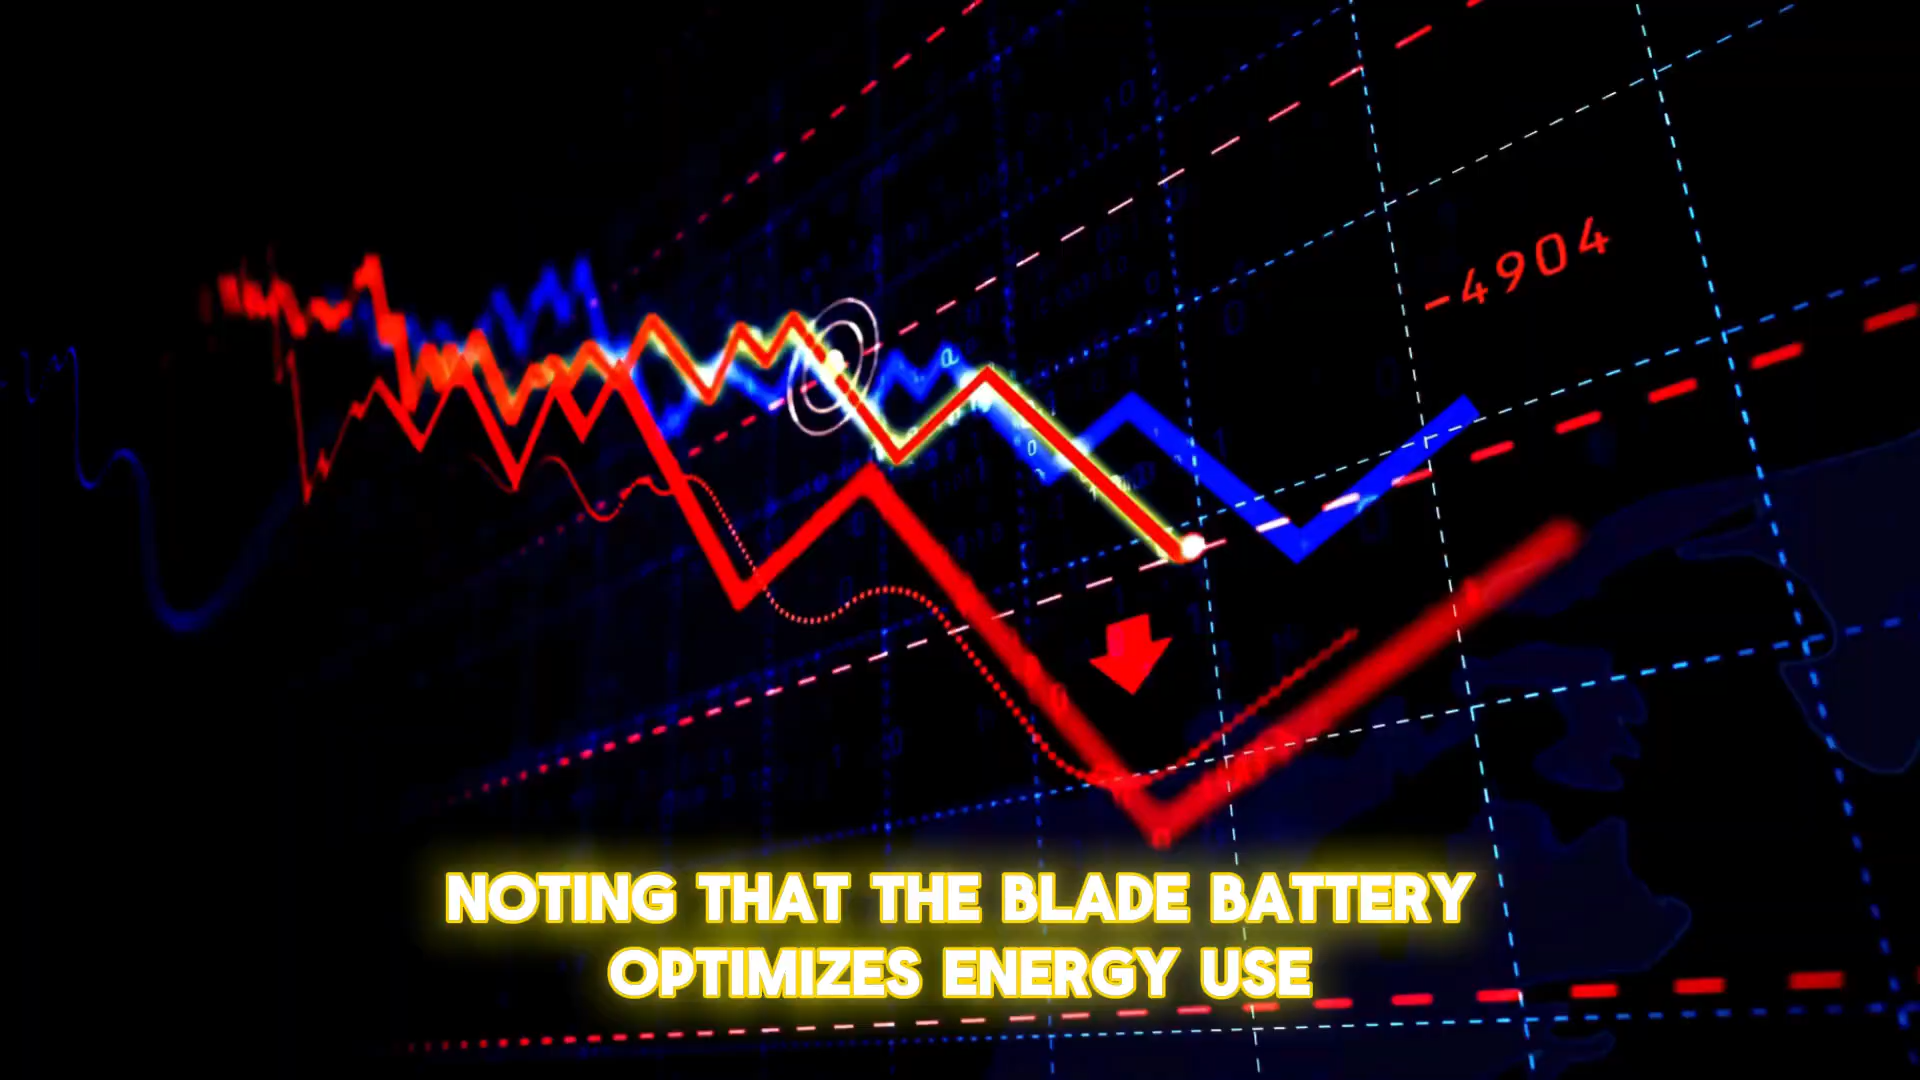 -4904
NOTING THAT THE BLADE BATTERY
OPTIMIZES ENERGY USE